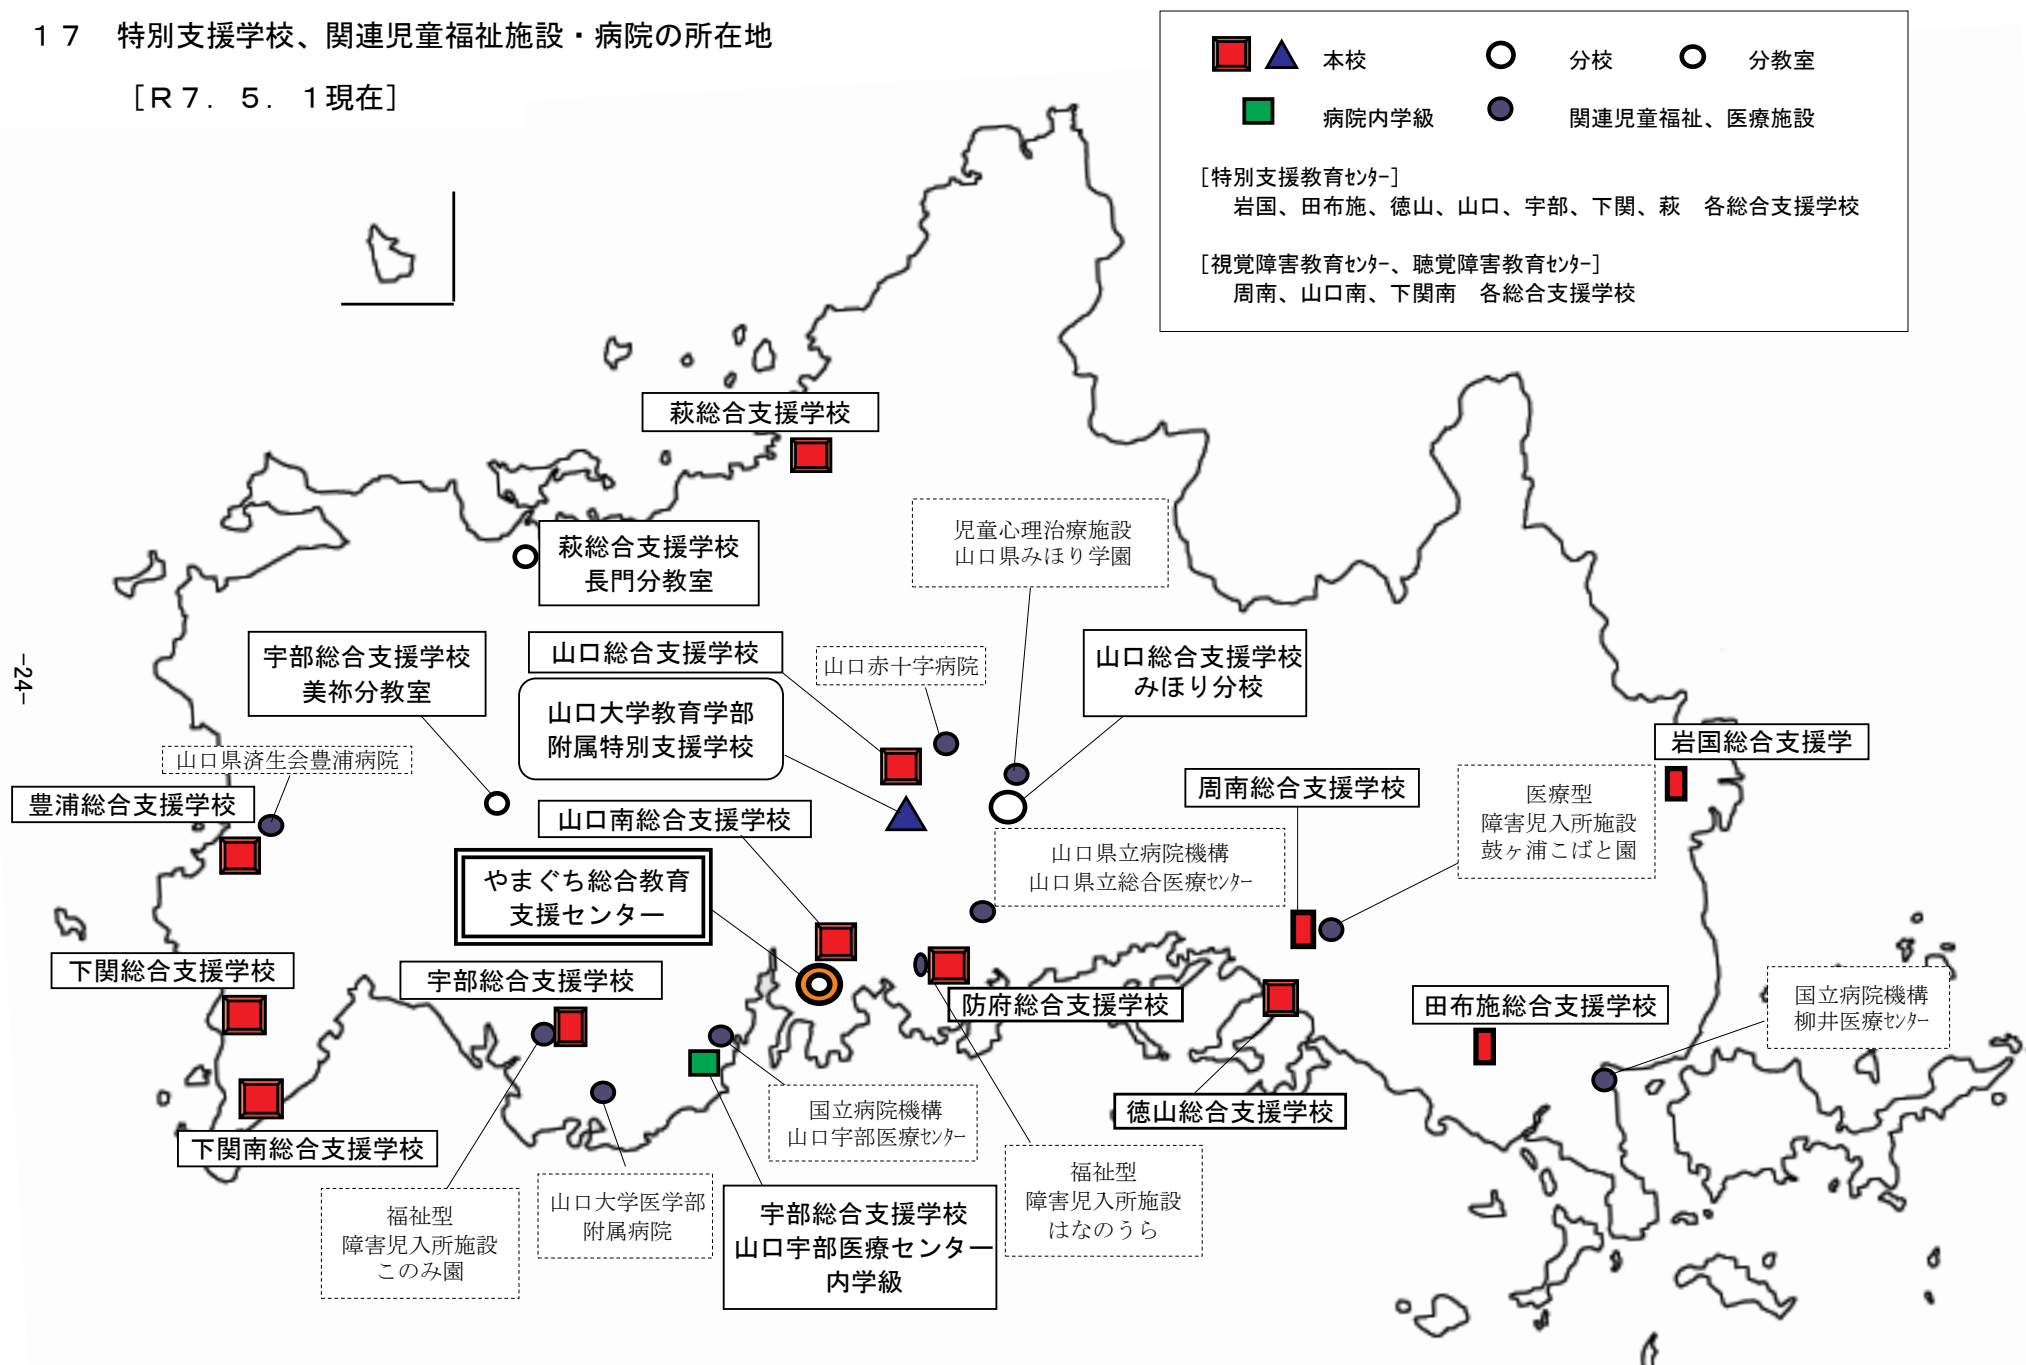 １７　特別支援学校、関連児童福祉施設・病院の所在地
［Ｒ７．５．１現在］
本校
分校
分教室
病院内学級
関連児童福祉、医療施設
［特別支援教育ｾﾝﾀｰ］
岩国、田布施、徳山、山口、宇部、下関、萩　各総合支援学校
［視覚障害教育ｾﾝﾀｰ、聴覚障害教育ｾﾝﾀｰ］
周南、山口南、下関南　各総合支援学校
萩総合支援学校
萩総合支援学校
長門分教室
児童心理治療施設
山口県みほり学園
宇部総合支援学校
美祢分教室
山口総合支援学校
山口赤十字病院
山口総合支援学校
みほり分校
山口大学教育学部
附属特別支援学校
岩国総合支援学
山口県済生会豊浦病院
豊浦総合支援学校
山口南総合支援学校
周南総合支援学校
医療型
障害児入所施設
鼓ヶ浦こばと園
やまぐち総合教育
支援センター
山口県立病院機構
山口県立総合医療ｾﾝﾀｰ
下関総合支援学校
宇部総合支援学校
防府総合支援学校
田布施総合支援学校
国立病院機構
柳井医療ｾﾝﾀｰ
下関南総合支援学校
国立病院機構
山口宇部医療ｾﾝﾀｰ
徳山総合支援学校
福祉型
障害児入所施設
このみ園
山口大学医学部
附属病院
宇部総合支援学校
山口宇部医療センター
内学級
福祉型
障害児入所施設
はなのうら
-24-